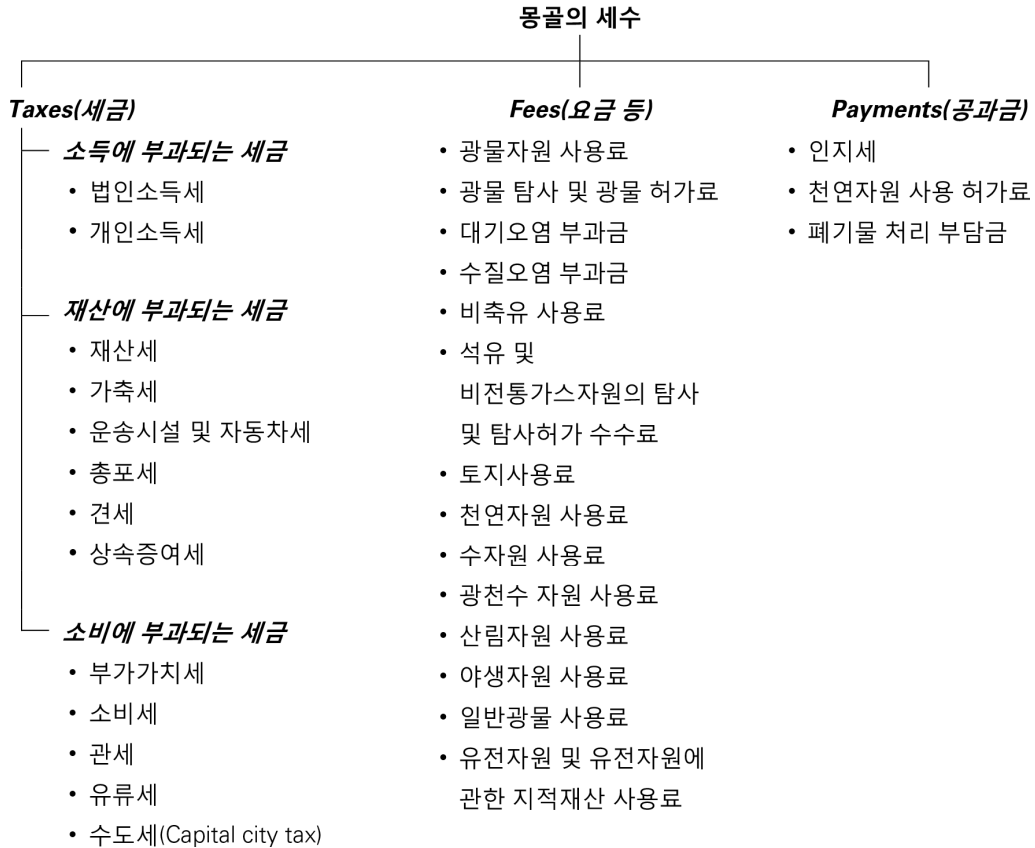 몽골의 세수
Taxes(세금)
소득에 부과되는 세금
• 법인소득세
• 개인소득세
재산에 부과되는 세금
• 재산세
• 가축세
• 운송시설 및 자동차세
• 총포세
• 견세
• 상속증여세
소비에 부과되는 세금
• 부가가치세
• 소비세
• 관세
• 유류세
• 수도세(Capital city tax)
Fees(요금 등)
• 광물자원 사용료
• 광물 탐사 및 광물 허가료
• 대기오염 부과금
• 수질오염 부과금
• 비축유 사용료
• 석유 및
비전통가스자원의 탐사
및 탐사허가 수수료
• 토지사용료
• 천연자원 사용료
• 수자원 사용료
• 광천수 자원 사용료
• 산림자원 사용료
• 야생자원 사용료
• 일반광물 사용료
• 유전자원 및 유전자원에
관한 지적재산 사용료
Payments(공과금)
• 인지세
• 천연자원 사용 허가료
• 폐기물 처리 부담금